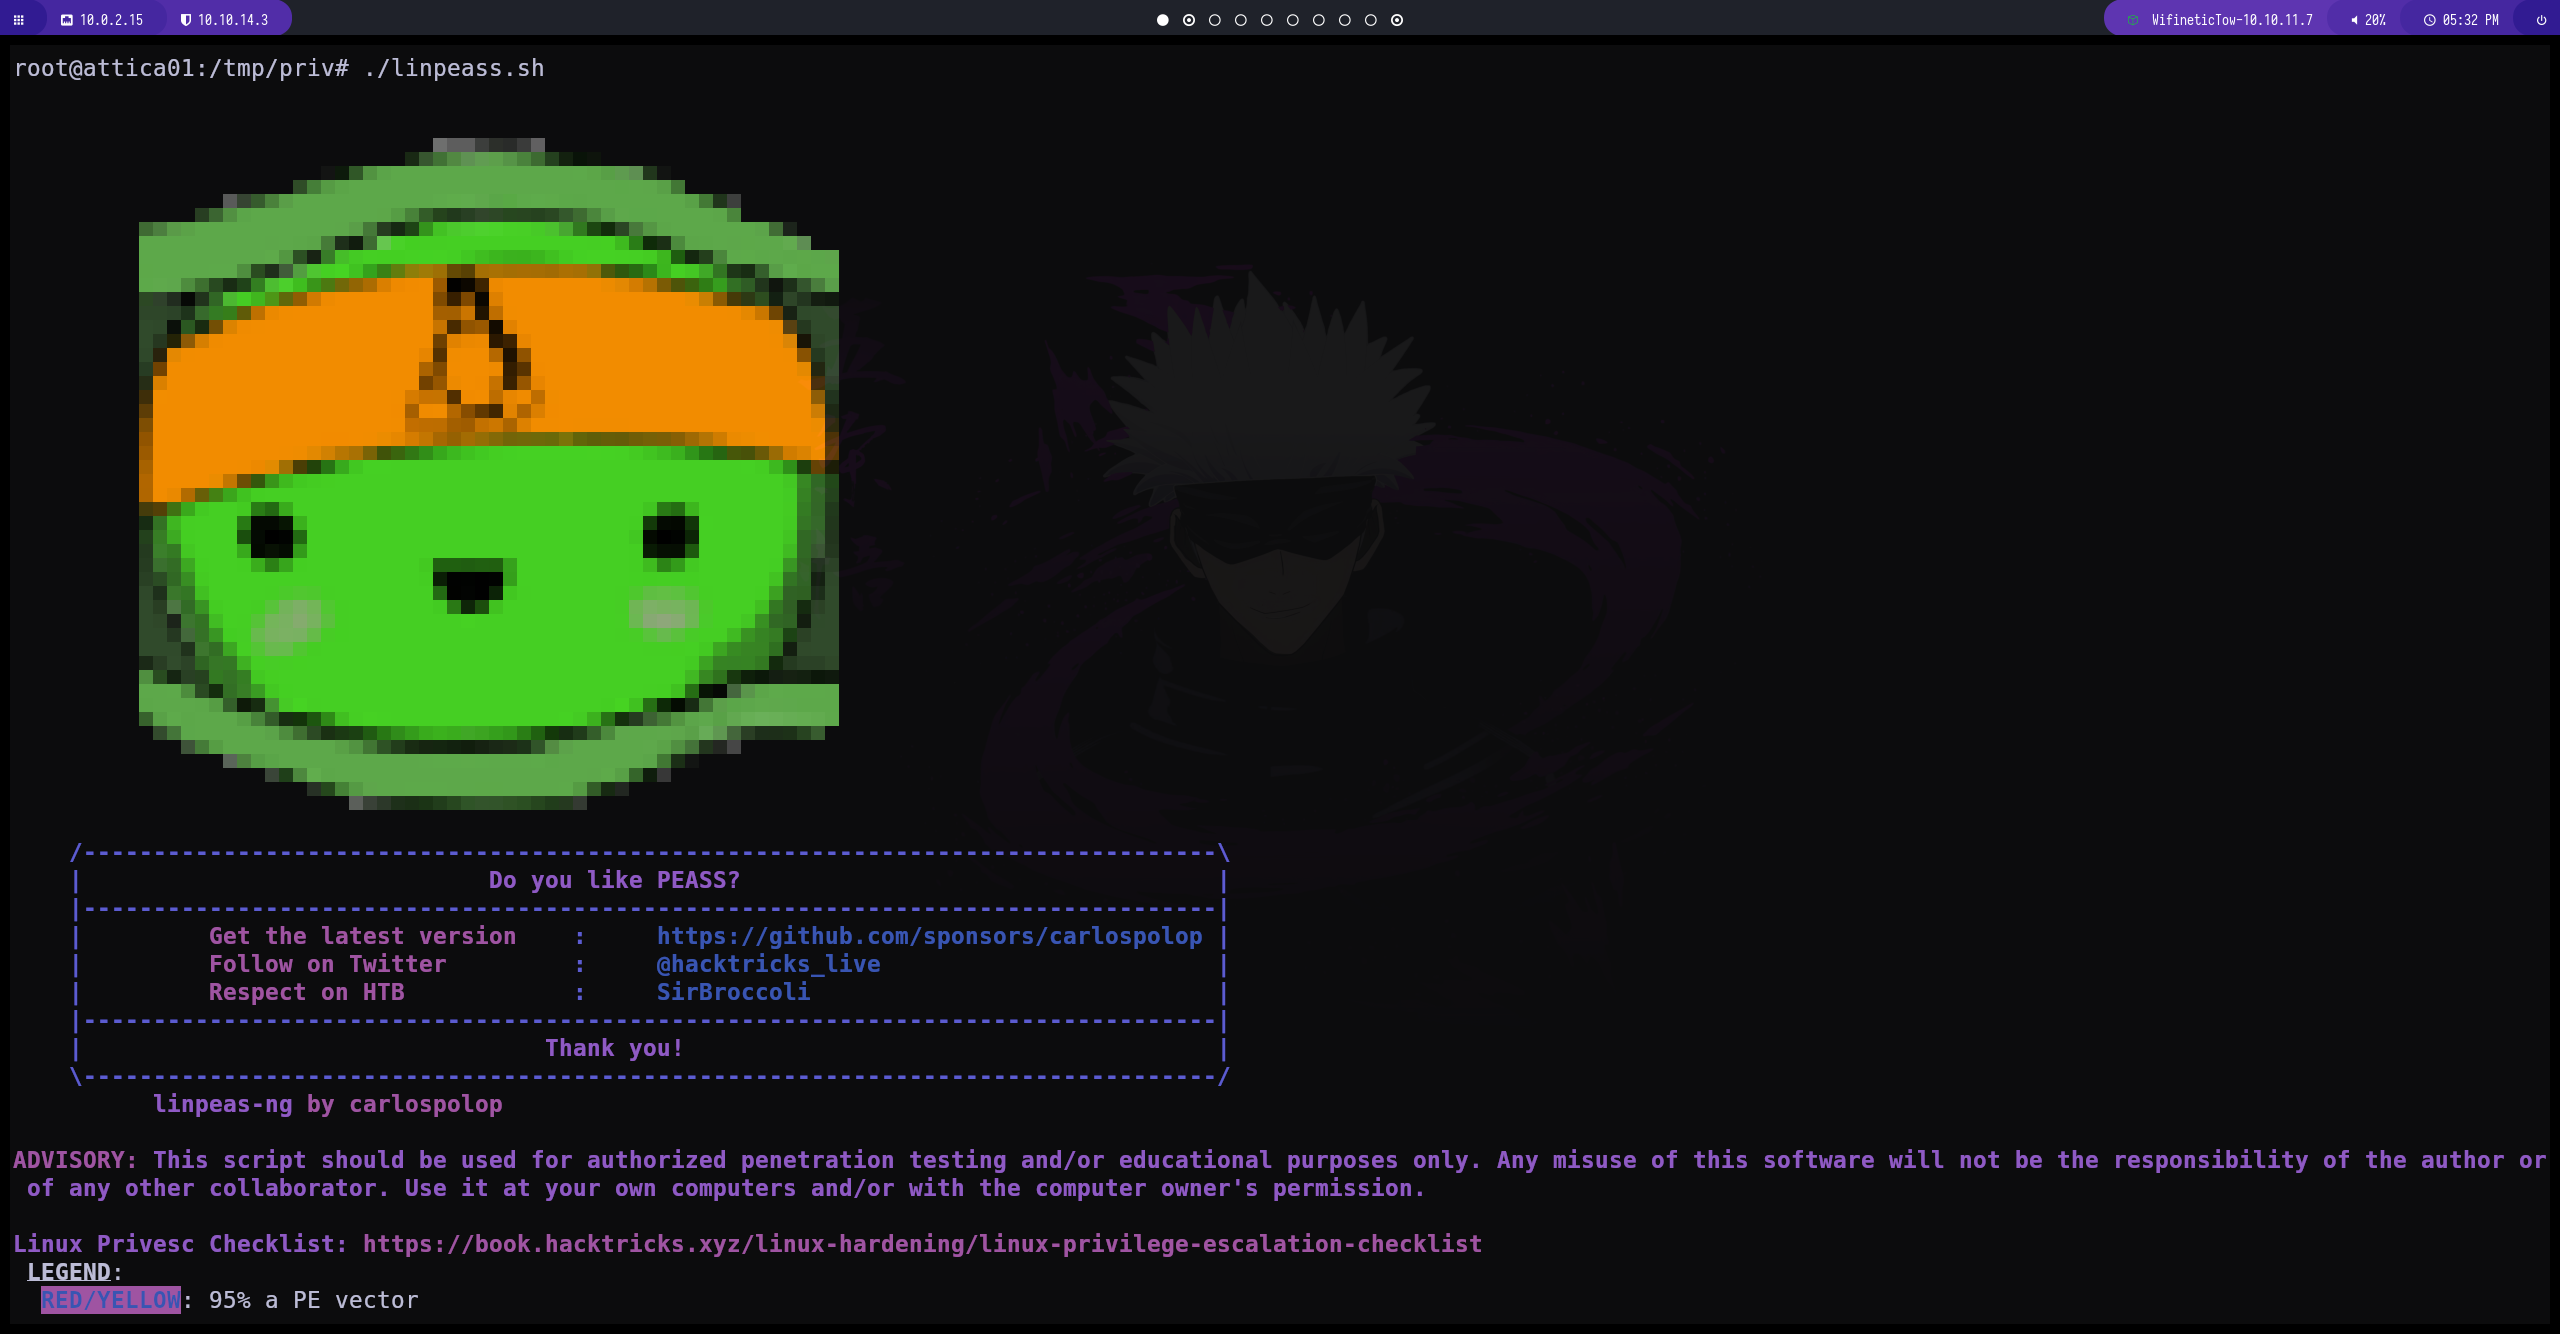 10.0.2.15 10.10.14.3 WifineticTow-10.10.11.7 20% 05:32 PM
root@attica01:/tmp/priv# ./linpeass.sh
/---------------------------------------------------------------------------------\
| Do you like PEASS? |
|---------------------------------------------------------------------------------|
| Get the latest version : https://github.com/sponsors/carlospolop |
| Follow on Twitter : @hacktricks_live |
| Respect on HTB : SirBroccoli |
|---------------------------------------------------------------------------------|
| Thank you! |
\---------------------------------------------------------------------------------/
linpeas-ng by carlospolop
ADVISORY: This script should be used for authorized penetration testing and/or educational purposes only. Any misuse of this software will not be the responsibility of the author or
of any other collaborator. Use it at your own computers and/or with the computer owner's permission.
Linux Privesc Checklist: https://book.hacktricks.xyz/linux-hardening/linux-privilege-escalation-checklist
LEGEND:
RED/YELLOW: 95% a PE vector